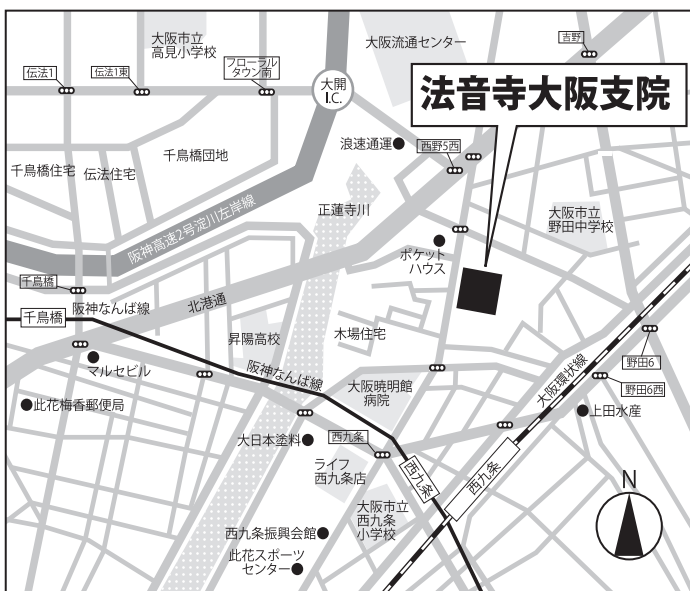 大阪市立
高見小学校
大阪流通センター
吉野
伝法1
伝法1東
フローラル
タウン南
大開
I.C.
法音寺大阪支院
浪速通運
西野5西
千鳥橋住宅
伝法住宅
千鳥橋団地
正蓮寺川
大阪市立
野田中学校
阪神高速2号淀川左岸線
ポケット
ハウス
千鳥橋
阪神なんば線
北港通
千鳥橋
昇陽高校
木場住宅
マルセビル
阪神なんば線
大阪暁明館
病院
大阪環状線
野田6
野田6西
此花梅香郵便局
上田水産
大日本塗料
西九条
ライフ
西九条店
西九条
西九条
大阪市立
西九条
小学校
N
西九条振興会館
此花スポーツ
センター